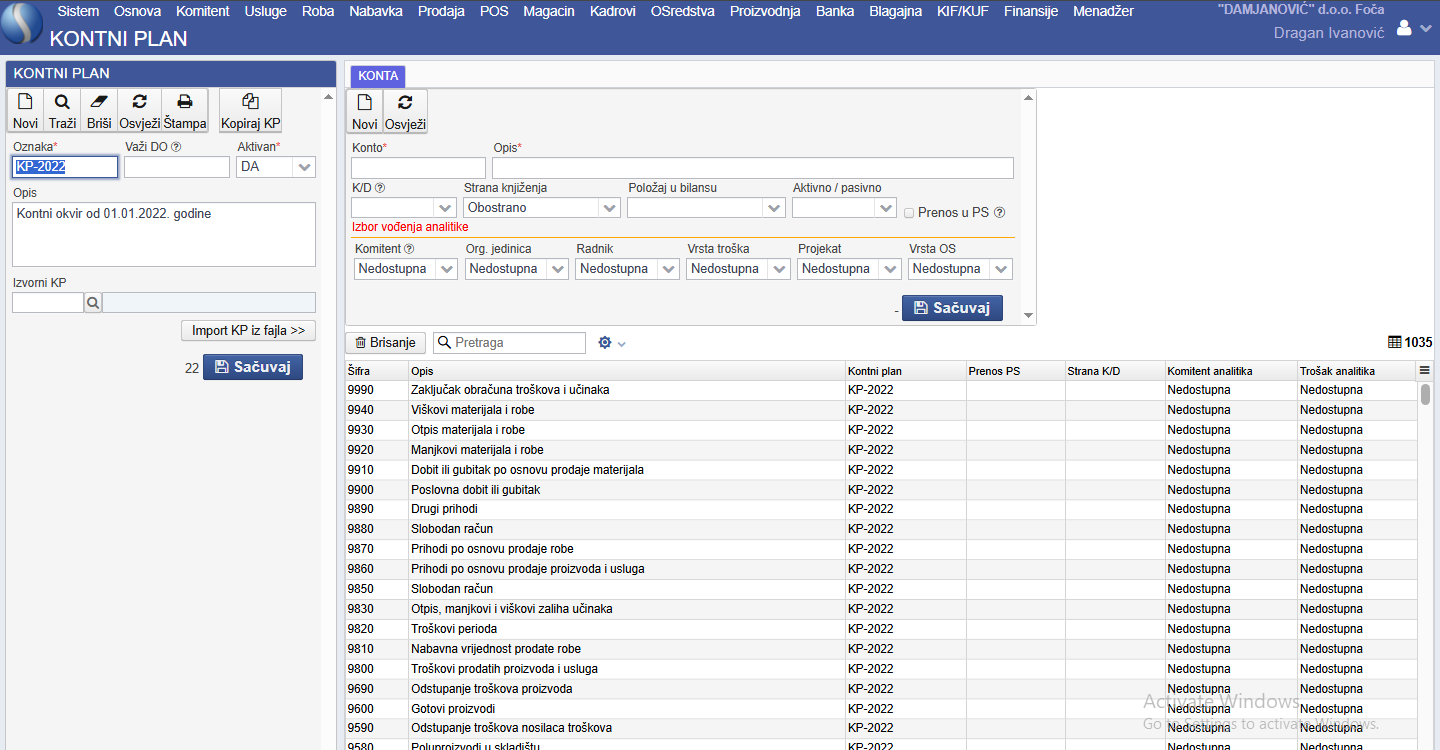 Sistem Osnova Komitent Usluge Roba Nabavka Prodaja POS Magacin Kadrovi OSredstva Proizvodnja Banka Blagajna KIF/KUF Finansije Menadžer
"DAMJANOVIĆ" d.o.o. Foča
Dragan Ivanović
KONTNI PLAN
KONTNI PLAN
Novi Traži Briši Osvježi Štampa Kopiraj KP
Oznaka* Važi DO Aktivan*
KP-2022 DA
Opis
Kontni okvir od 01.01.2022. godine
Izvorni KP
Import KP iz fajla >>
22 Sačuvaj
KONTA
Novi Osvježi
Konto* Opis*
K/D Strana knjiženja Položaj u bilansu Aktivno / pasivno
Obostrano Prenos u PS
Izbor vođenja analitike
Komitent Org. jedinica Radnik Vrsta troška Projekat Vrsta OS
Nedostupna Nedostupna Nedostupna Nedostupna Nedostupna Nedostupna
- Sačuvaj
Brisanje Pretraga 1035
Šifra Opis Kontni plan Prenos PS Strana K/D Komitent analitika Trošak analitika
9990 Zaključak obračuna troškova i učinaka KP-2022 Nedostupna Nedostupna
9940 Viškovi materijala i robe KP-2022 Nedostupna Nedostupna
9930 Otpis materijala i robe KP-2022 Nedostupna Nedostupna
9920 Manjkovi materijala i robe KP-2022 Nedostupna Nedostupna
9910 Dobit ili gubitak po osnovu prodaje materijala KP-2022 Nedostupna Nedostupna
9900 Poslovna dobit ili gubitak KP-2022 Nedostupna Nedostupna
9890 Drugi prihodi KP-2022 Nedostupna Nedostupna
9880 Slobodan račun KP-2022 Nedostupna Nedostupna
9870 Prihodi po osnovu prodaje robe KP-2022 Nedostupna Nedostupna
9860 Prihodi po osnovu prodaje proizvoda i usluga KP-2022 Nedostupna Nedostupna
9850 Slobodan račun KP-2022 Nedostupna Nedostupna
9830 Otpis, manjkovi i viškovi zaliha učinaka KP-2022 Nedostupna Nedostupna
9820 Troškovi perioda KP-2022 Nedostupna Nedostupna
9810 Nabavna vrijednost prodate robe KP-2022 Nedostupna Nedostupna
9800 Troškovi prodatih proizvoda i usluga KP-2022 Nedostupna Nedostupna
9690 Odstupanje troškova proizvoda KP-2022 Nedostupna Nedostupna
9600 Gotovi proizvodi KP-2022 Nedostupna Nedostupna
9590 Odstupanje troškova nosilaca troškova KP-2022 Nedostupna Nedostupna
9580 Poluproizvodi u skladištu KP-2022 Nedostupna Nedostupna
Activate Windows
Go to Settings to activate Windows.